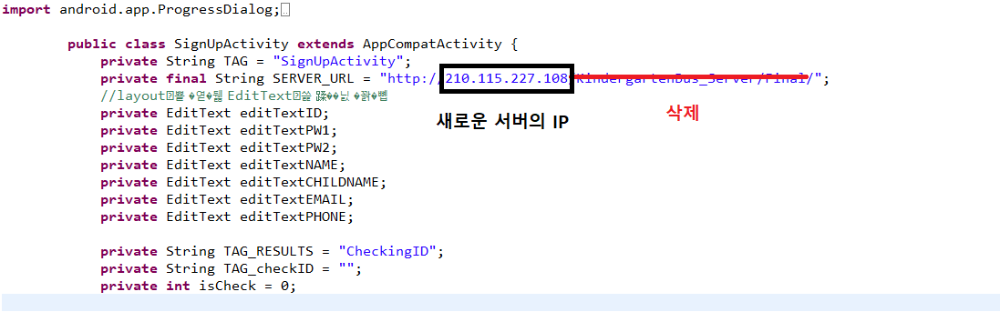 import android.app.ProgressDialog;
public class SignUpActivity extends AppCompatActivity {
private String TAG = "SignUpActivity";
private final String SERVER_URL = "http://210.115.227.108/KindergartenBus_Server/Final/";
//layout EditText
새로운 서버의 IP
삭제
private EditText editTextID;
private EditText editTextPW1;
private EditText editTextPW2;
private EditText editTextNAME;
private EditText editTextCHILDNAME;
private EditText editTextEMAIL;
private EditText editTextPHONE;
private String TAG_RESULTS = "CheckingID";
private String TAG_checkID = "";
private int isCheck = 0;